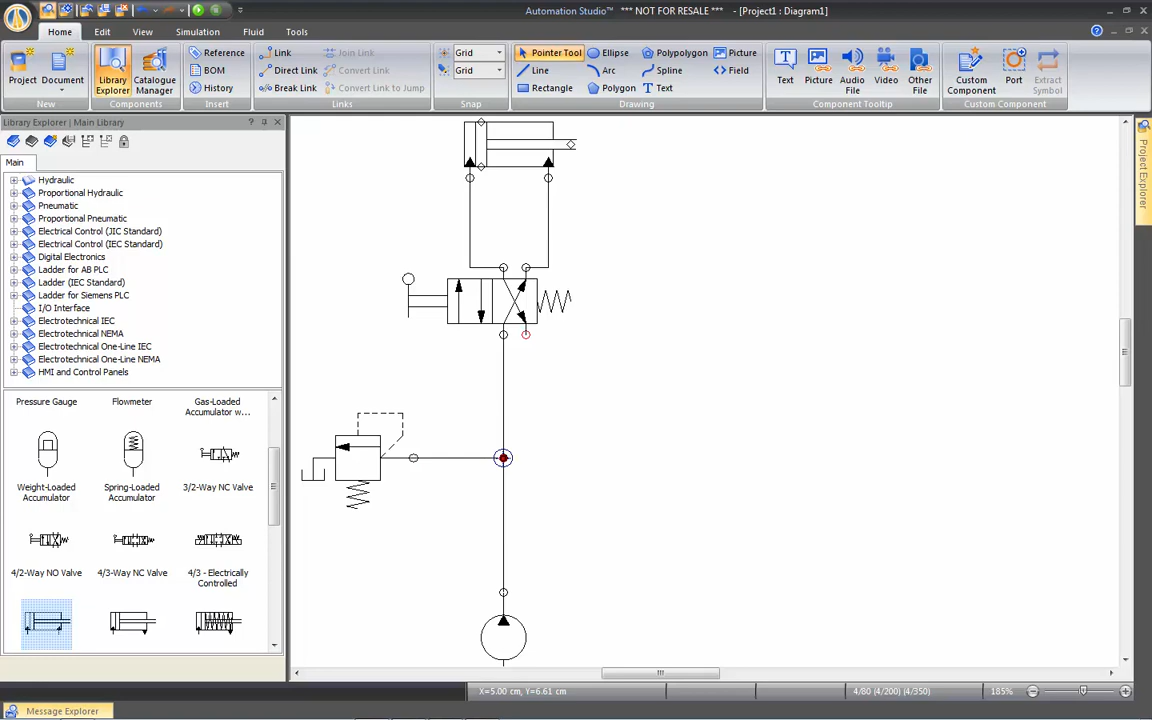 Automation Studio™ *** NOT FOR RESALE *** - [Project1 : Diagram1]
Home Edit View Simulation Fluid Tools
Project
Document
New
Library Explorer
Catalogue Manager
Components
Reference
BOM
History
Insert
Link
Direct Link
Break Link
Join Link
Convert Link
Convert Link to Jump
Links
Grid
Grid
Snap
Pointer Tool
Line
Rectangle
Ellipse
Arc
Polygon
Polypolygon
Spline
Text
Picture
Field
Drawing
Text
Picture
Audio File
Video
Other File
Component Tooltip
Custom Component
Port
Extract Symbol
Custom Component
Library Explorer | Main Library
Main
Hydraulic
Proportional Hydraulic
Pneumatic
Proportional Pneumatic
Electrical Control (JIC Standard)
Electrical Control (IEC Standard)
Digital Electronics
Ladder for AB PLC
Ladder (IEC Standard)
Ladder for Siemens PLC
I/O Interface
Electrotechnical IEC
Electrotechnical NEMA
Electrotechnical One-Line IEC
Electrotechnical One-Line NEMA
HMI and Control Panels
Pressure Gauge
Flowmeter
Gas-Loaded
Accumulator w...
Weight-Loaded
Accumulator
Spring-Loaded
Accumulator
3/2-Way NC Valve
4/2-Way NO Valve
4/3-Way NC Valve
4/3 - Electrically
Controlled
Project Explorer
X=5.00 cm, Y=6.61 cm
4/80 (4/200) (4/350)
185%
Message Explorer